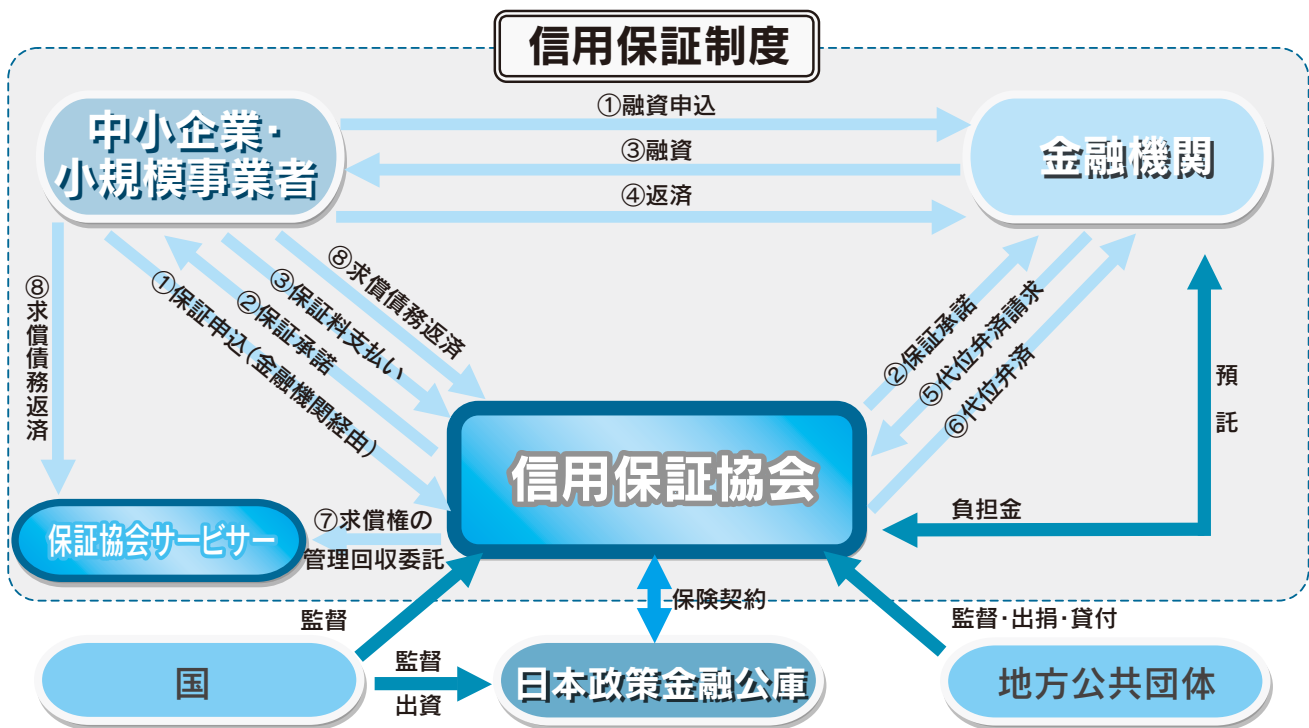 信用保証制度
中小企業・
小規模事業者
金融機関
①融資申込
③融資
④返済
⑧求償債務返済
①保証申込(金融機関経由)
②保証承諾
③保証料支払い
⑧求償債務返済
②保証承諾
⑤代位弁済請求
⑥代位弁済
預託
信用保証協会
負担金
保証協会サービサー
⑦求償権の
管理回収委託
監督
保険契約
監督・出捐・貸付
国
監督
出資
日本政策金融公庫
地方公共団体